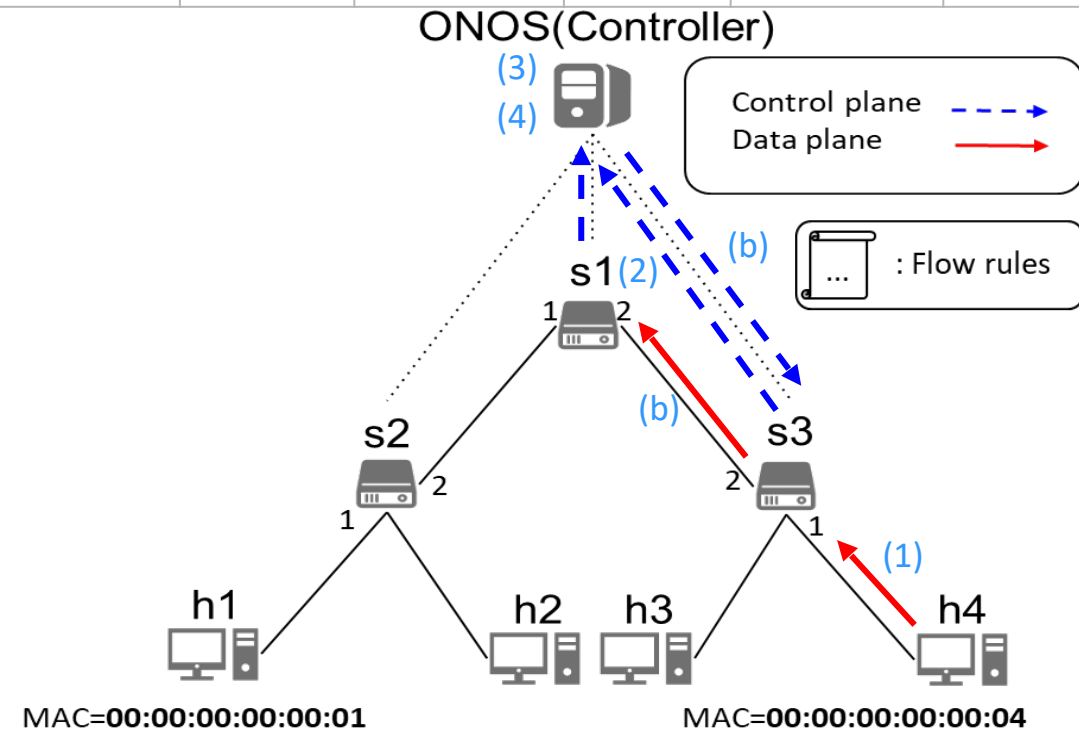 ONOS(Controller)
(3)
(4)
Control plane
Data plane
(b)
... : Flow rules
s1 (2)
1 2
(b)
s2
s3
2
2
1
1
(1)
h1
h2
h3
h4
MAC=00:00:00:00:00:01
MAC=00:00:00:00:00:04